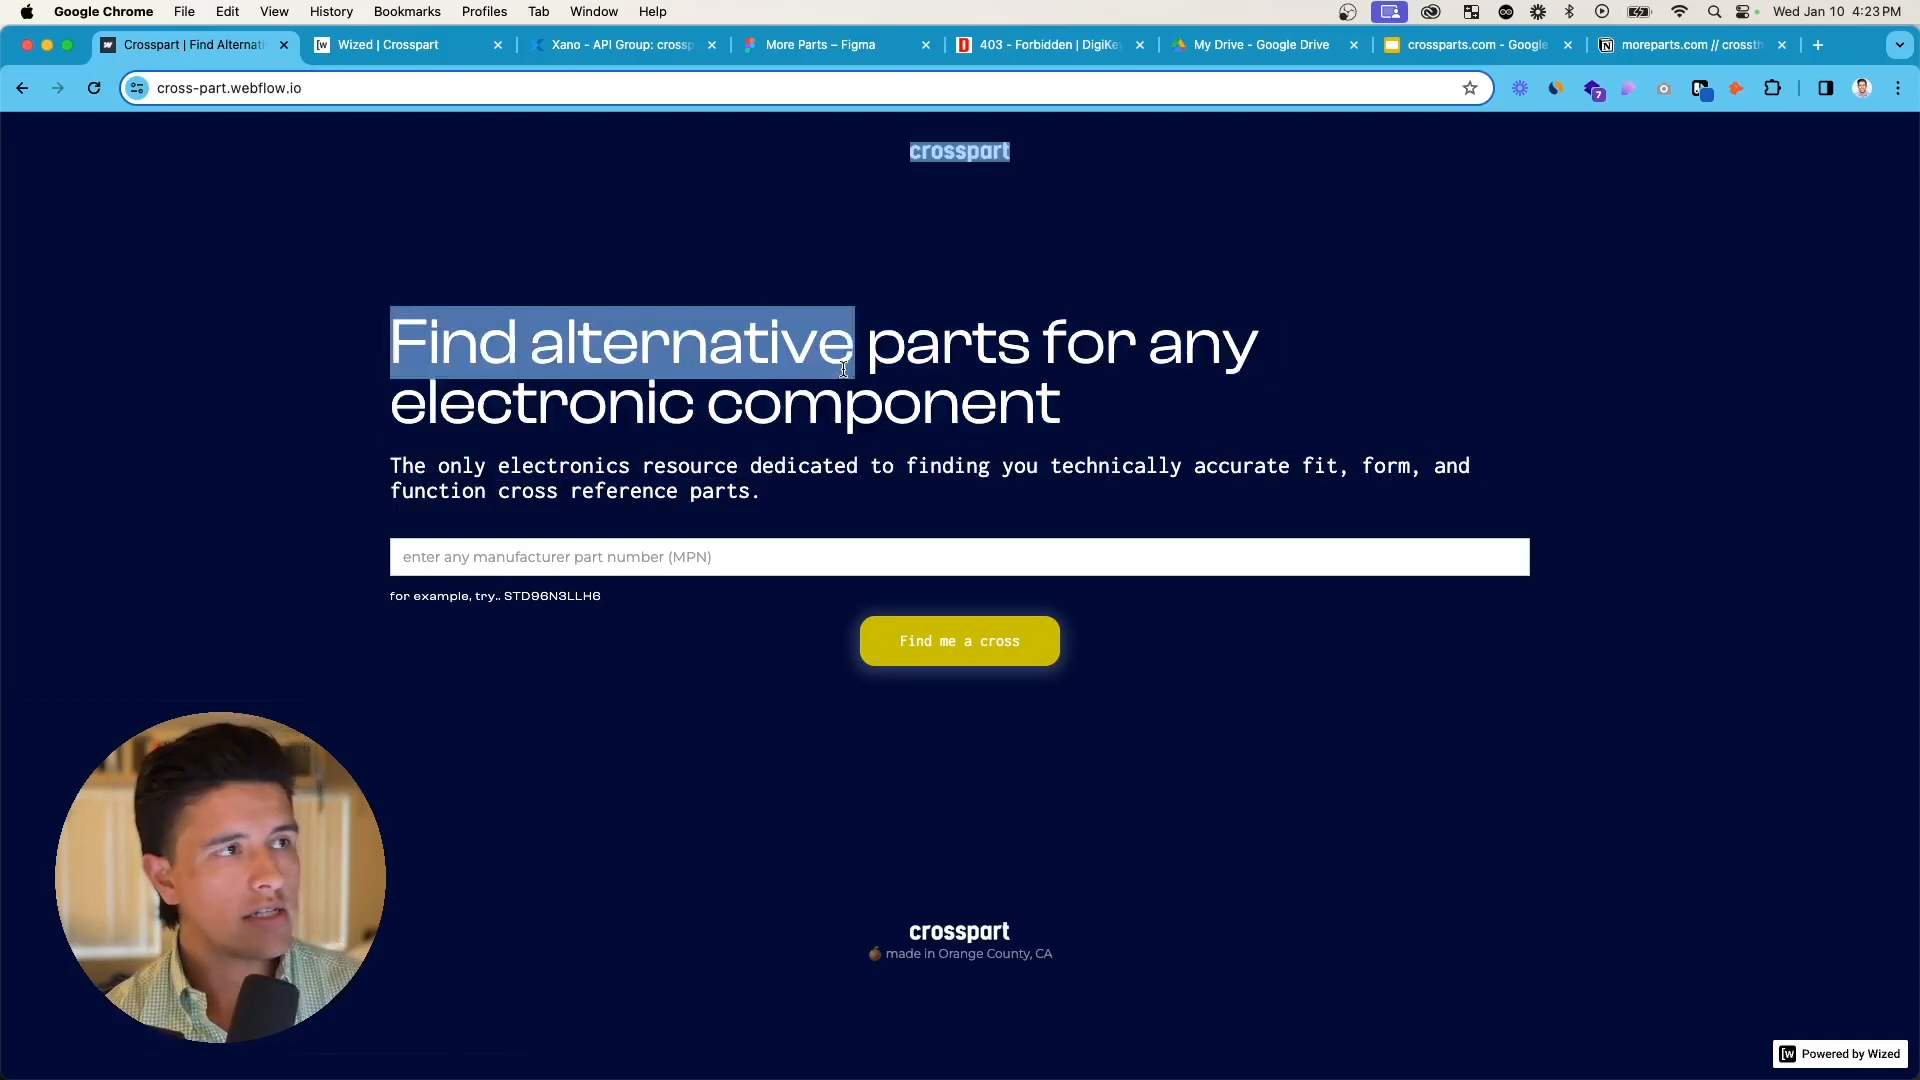 Google Chrome File Edit View History Bookmarks Profiles Tab Window Help Wed Jan 10 4:23 PM
Crosspart | Find Alternati Wized | Crosspart Xano - API Group: crossp More Parts – Figma 403 - Forbidden | DigiKe My Drive - Google Drive crossparts.com - Google moreparts.com // crossth
cross-part.webflow.io 7
crosspart
Find alternative parts for any
electronic component
The only electronics resource dedicated to finding you technically accurate fit, form, and
function cross reference parts.
enter any manufacturer part number (MPN)
for example, try.. STD96N3LLH6
Find me a cross
crosspart
made in Orange County, CA
Powered by Wized